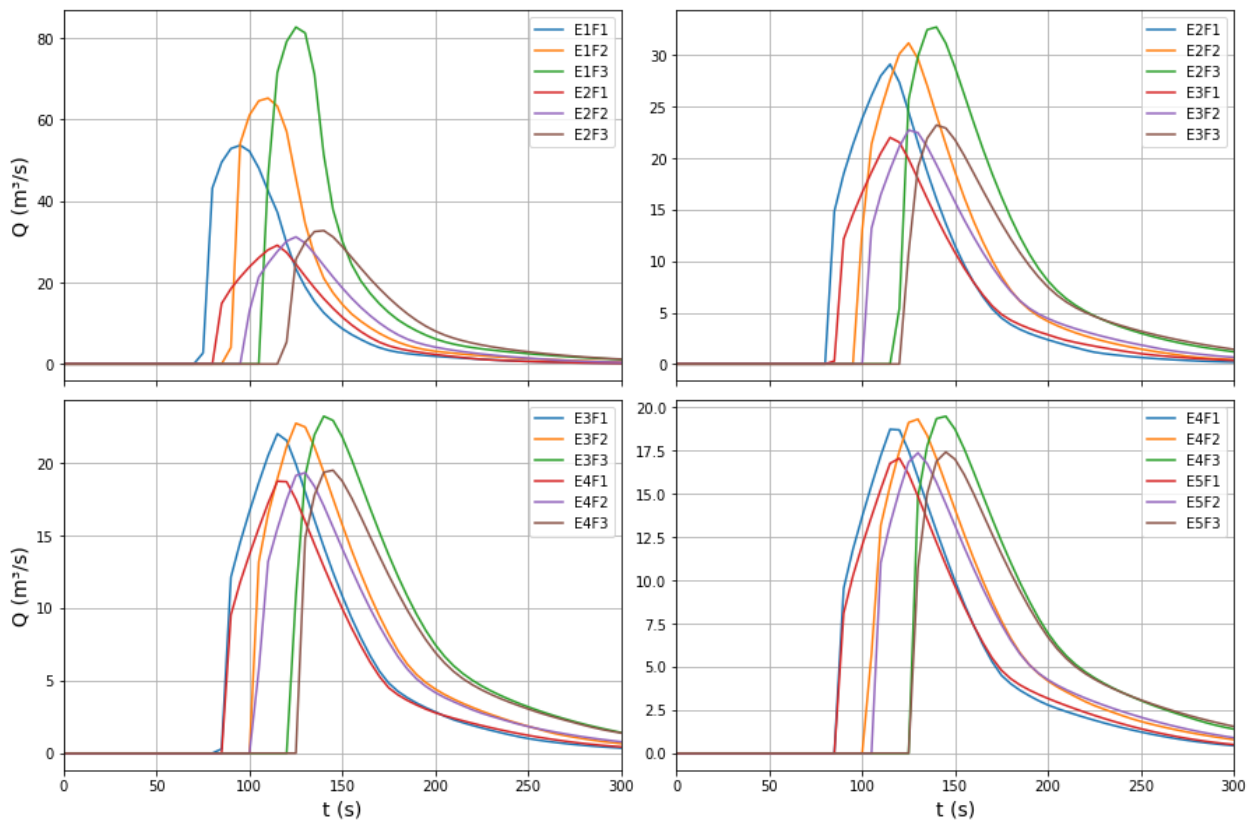 Q (m³/s)
80
60
40
20
0
E1F1
E1F2
E1F3
E2F1
E2F2
E2F3
30
25
20
15
10
5
0
E2F1
E2F2
E2F3
E3F1
E3F2
E3F3
Q (m³/s)
20
15
10
5
0
E3F1
E3F2
E3F3
E4F1
E4F2
E4F3
0 50 100 150 200 250 300
t (s)
20.0
17.5
15.0
12.5
10.0
7.5
5.0
2.5
0.0
E4F1
E4F2
E4F3
E5F1
E5F2
E5F3
0 50 100 150 200 250 300
t (s)